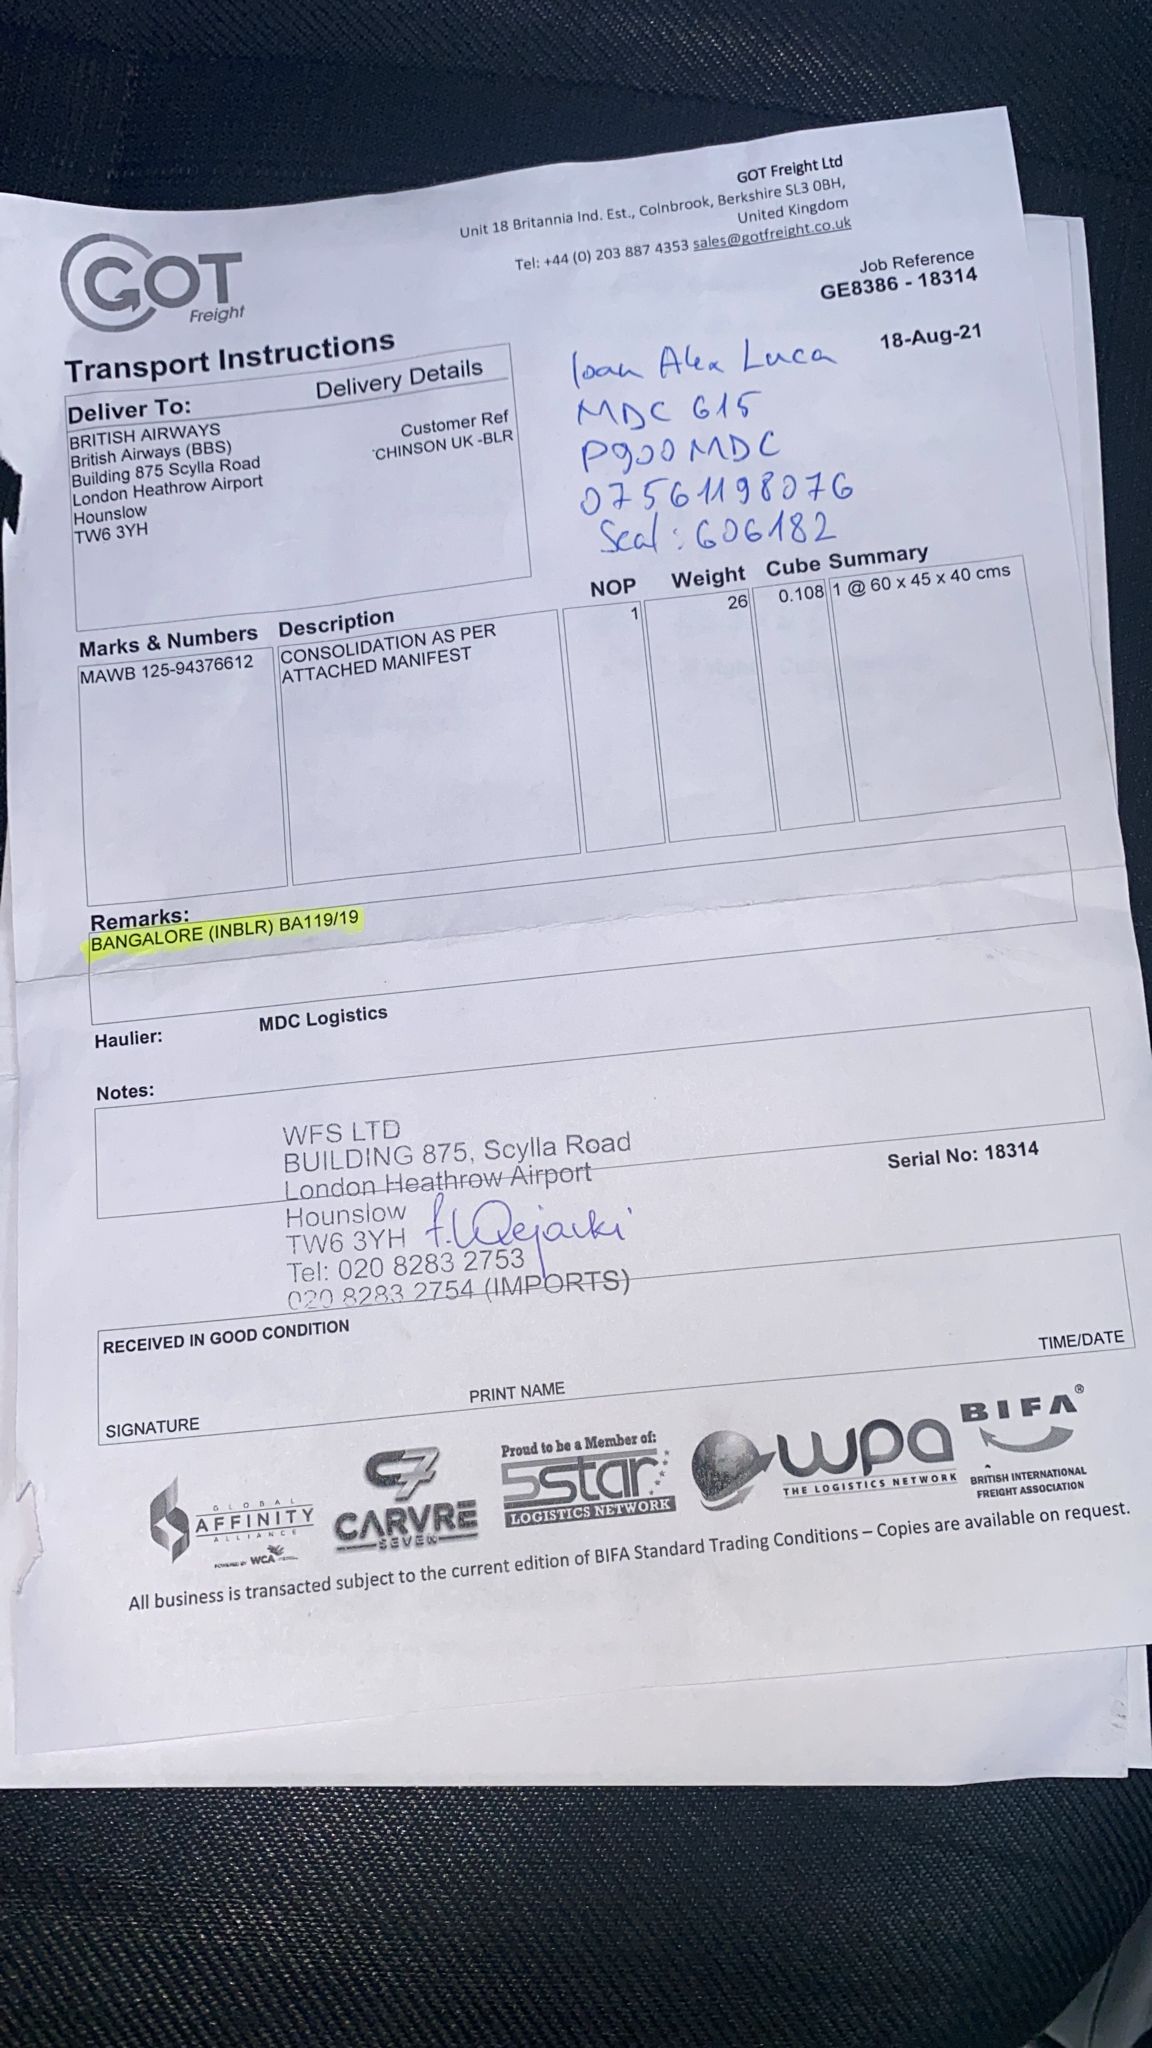 GOT Freight Ltd
Unit 18 Britannia Ind. Est., Colnbrook, Berkshire SL3 0BH,
United Kingdom
Tel: +44 (0) 203 887 4353 sales@gotfreight.co.uk
GOT
Freight
Job Reference
GE8386 - 18314
18-Aug-21
Transport Instructions
Delivery Details
Deliver To:
BRITISH AIRWAYS
British Airways (BBS)
Building 875 Scylla Road
London Heathrow Airport
Hounslow
TW6 3YH
Customer Ref
CHINSON UK -BLR
Ioan Alex Luca
MDC 615
P900MDC
07561198076
Seal: 606182
Marks & Numbers Description NOP Weight Cube Summary
MAWB 125-94376612 CONSOLIDATION AS PER 1 26 0.108 1 @ 60 x 45 x 40 cms
ATTACHED MANIFEST
Remarks:
BANGALORE (INBLR) BA119/19
Haulier: MDC Logistics
Notes:
WFS LTD
BUILDING 875, Scylla Road
London Heathrow Airport
Hounslow
TW6 3YH
Tel: 020 8283 2753
020 8283 2754 (IMPORTS)
Serial No: 18314
RECEIVED IN GOOD CONDITION
SIGNATURE PRINT NAME TIME/DATE
GLOBAL
AFFINITY
ALLIANCE
POWERED BY WCA
C7
CARVRE
SEVEN
Proud to be a Member of:
5star
LOGISTICS NETWORK
wpa
THE LOGISTICS NETWORK
BIFA®
BRITISH INTERNATIONAL
FREIGHT ASSOCIATION
All business is transacted subject to the current edition of BIFA Standard Trading Conditions – Copies are available on request.